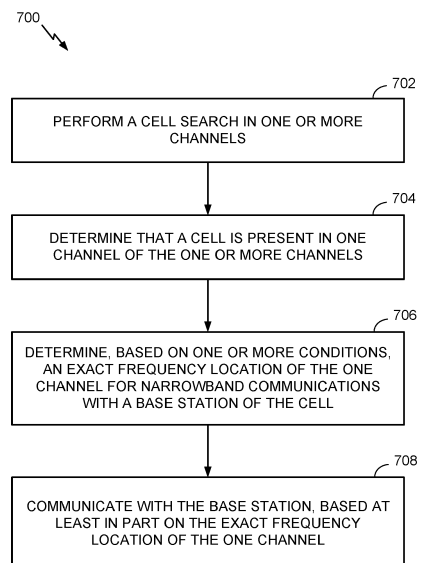 700
702
PERFORM A CELL SEARCH IN ONE OR MORE
CHANNELS
704
DETERMINE THAT A CELL IS PRESENT IN ONE
CHANNEL OF THE ONE OR MORE CHANNELS
706
DETERMINE, BASED ON ONE OR MORE CONDITIONS,
AN EXACT FREQUENCY LOCATION OF THE ONE
CHANNEL FOR NARROWBAND COMMUNICATIONS
WITH A BASE STATION OF THE CELL
708
COMMUNICATE WITH THE BASE STATION, BASED AT
LEAST IN PART ON THE EXACT FREQUENCY
LOCATION OF THE ONE CHANNEL